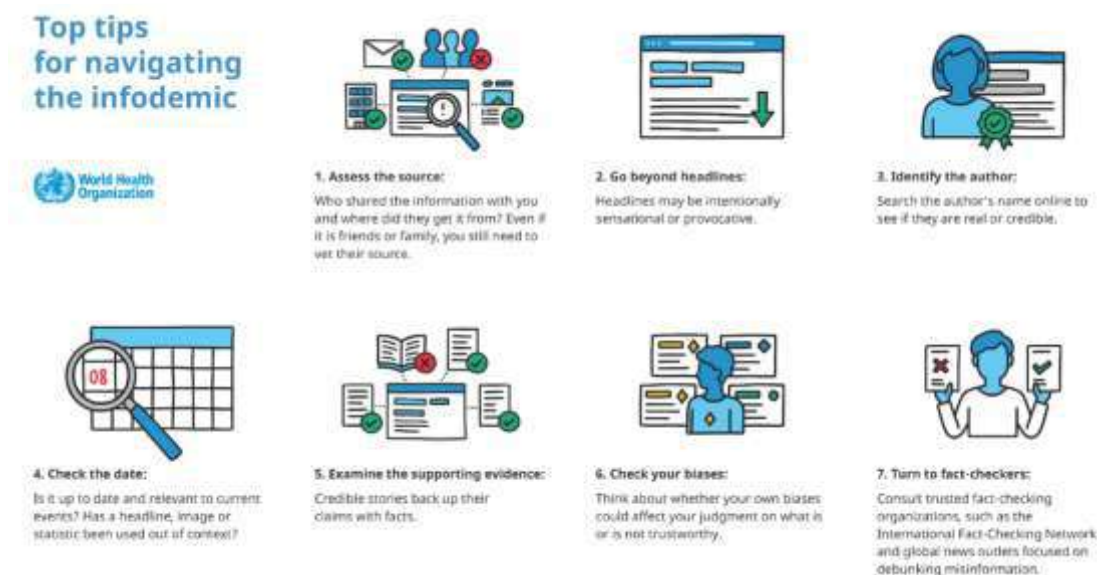 Top tips
for navigating
the infodemic
World Health
Organization
1. Assess the source:
Who shared the information with you
and where did they get it from? Even if
it is friends or family, you still need to
vet their source.
2. Go beyond headlines:
Headlines may be intentionally
sensational or provocative.
3. Identify the author:
Search the author's name online to
see if they are real or credible.
08
4. Check the date:
Is it up to date and relevant to current
events? Has a headline, image or
statistic been used out of context?
5. Examine the supporting evidence:
Credible stories back up their
claims with facts.
6. Check your biases:
Think about whether your own biases
could affect your judgment on what is
or is not trustworthy.
7. Turn to fact-checkers:
Consult trusted fact-checking
organizations, such as the
International Fact-Checking Network
and global news outlets focused on
debunking misinformation.